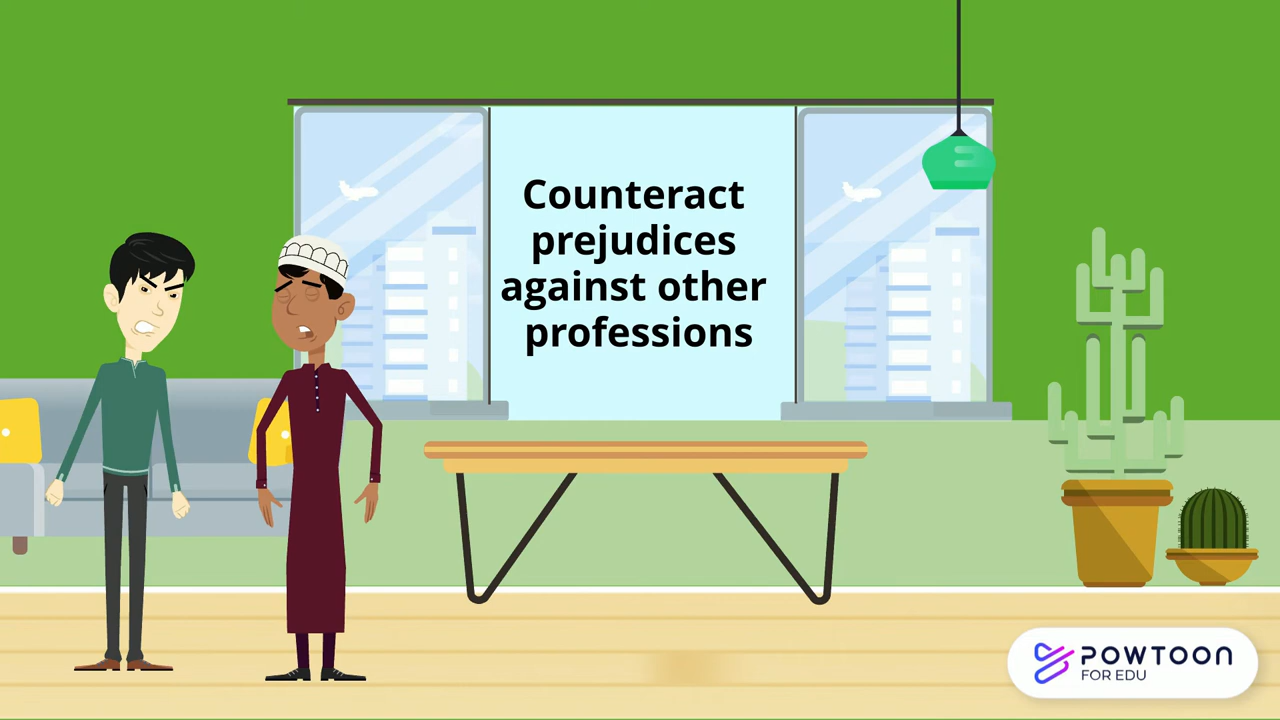 Counteract
prejudices
against other
professions
POWTOON
FOR EDU